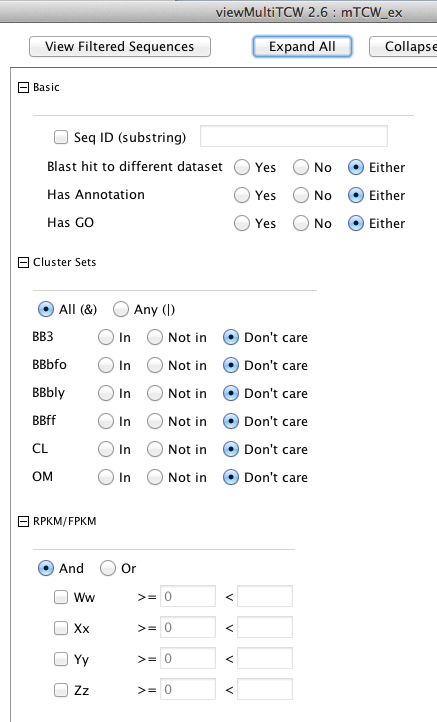 viewMultiTCW 2.6 : mTCW_ex
View Filtered Sequences Expand All Collapse
Basic
Seq ID (substring)
Blast hit to different dataset Yes No Either
Has Annotation Yes No Either
Has GO Yes No Either
Cluster Sets
All (&) Any (|)
BB3 In Not in Don't care
BBbfo In Not in Don't care
BBbly In Not in Don't care
BBff In Not in Don't care
CL In Not in Don't care
OM In Not in Don't care
RPKM/FPKM
And Or
Ww >= 0 <
Xx >= 0 <
Yy >= 0 <
Zz >= 0 <